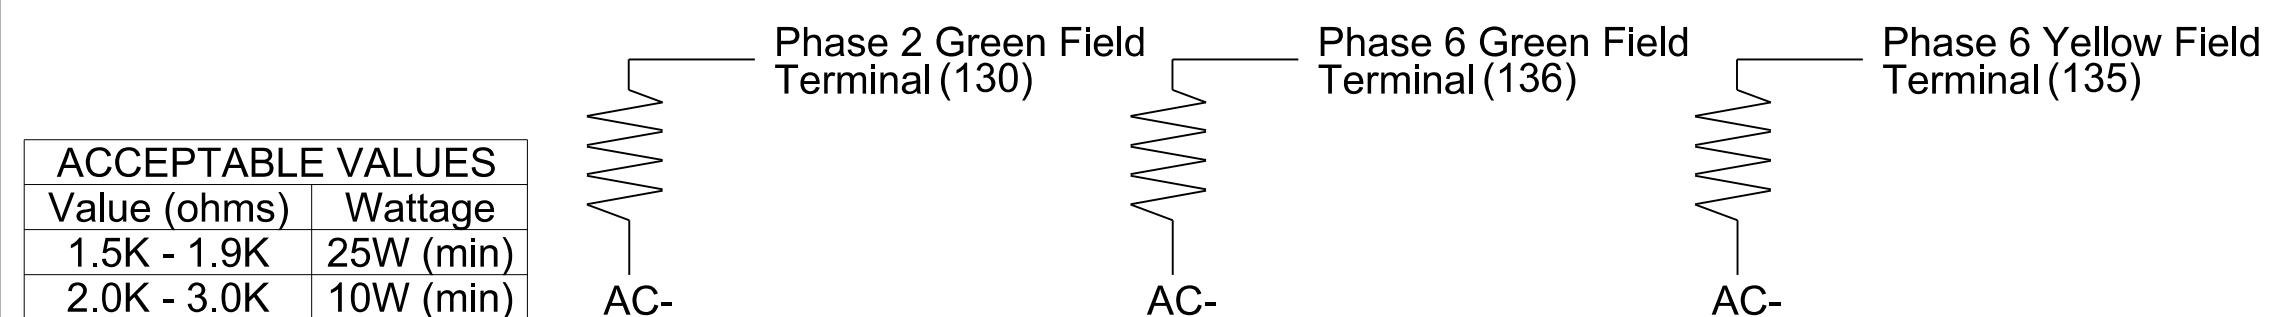 Phase 2 Green Field
Terminal (130)
Phase 6 Green Field
Terminal (136)
Phase 6 Yellow Field
Terminal (135)
ACCEPTABLE VALUES
Value (ohms) Wattage
1.5K - 1.9K 25W (min)
2.0K - 3.0K 10W (min)
AC-
AC-
AC-